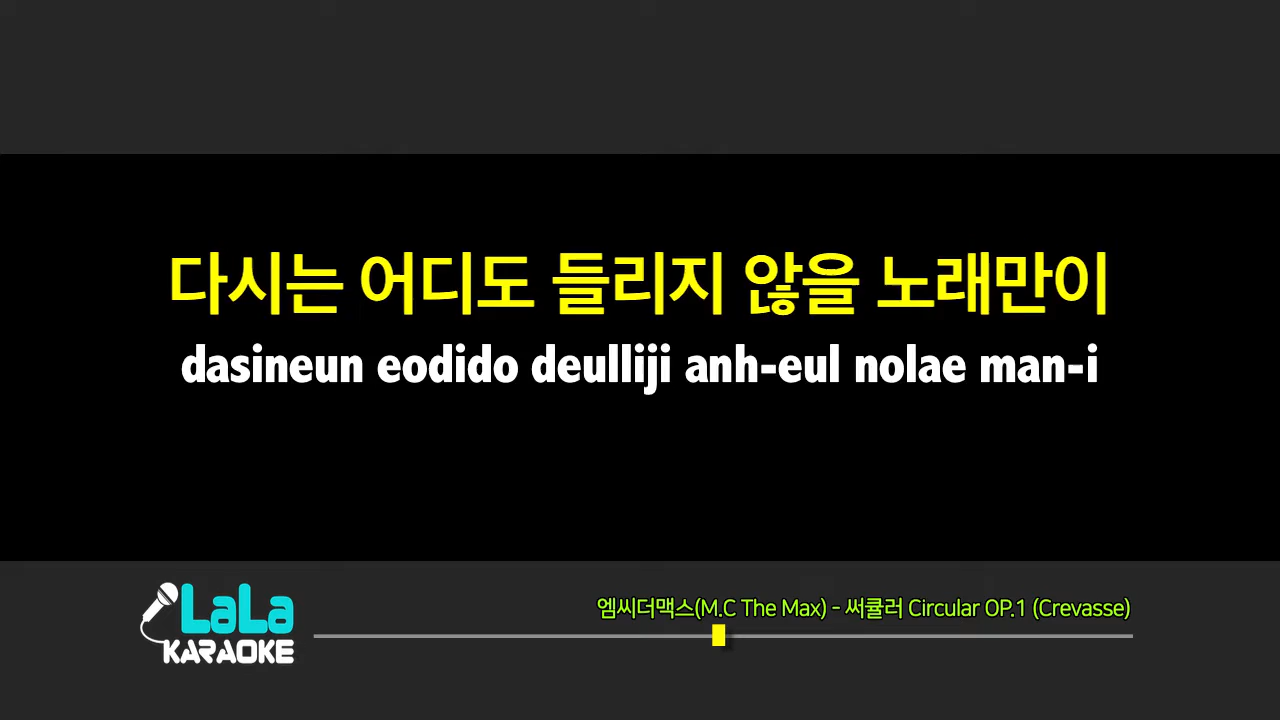 다시는 어디도 들리지 않을 노래만이
dasineun eodido deulliji anh-eul nolae man-i
엠씨더맥스(M.C The Max) - 써큘러 Circular OP.1 (Crevasse)
LaLa
KARAOKE